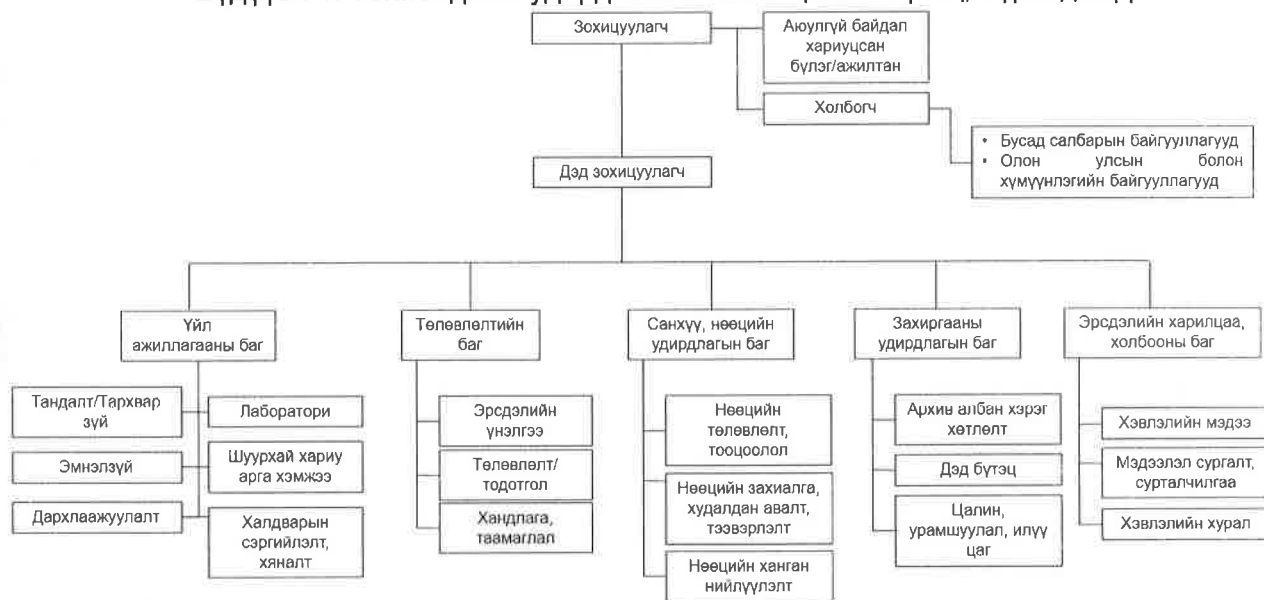 Зохицуулагч
Аюулгүй байдал
хариуцсан
бүлэг/ажилтан
Холбогч
• Бусад салбарын байгууллагууд
• Олон улсын болон
хүмүүнлэгийн байгууллагууд
Дэд зохицуулагч
Үйл
ажиллагааны баг
Тандалт/Тархвар
зүй
Лаборатори
Эмнэлзүй
Шуурхай хариу
арга хэмжээ
Дархлаажуулалт
Халдварын
сэргийлэлт,
хяналт
Төлөвлөлтийн
баг
Эрсдэлийн
үнэлгээ
Төлөвлөлт/
тодотгол
Хандлага,
таамаглал
Санхүү, нөөцийн
удирдлагын баг
Нөөцийн
төлөвлөлт,
тооцоолол
Нөөцийн захиалга,
худалдан авалт,
тээвэрлэлт
Нөөцийн ханган
нийлүүлэлт
Захиргааны
удирдлагын баг
Архив албан хэрэг
хөтлөлт
Дэд бүтэц
Цалин,
урамшуулал, илүү
цаг
Эрсдэлийн харилцаа,
холбооны баг
Хэвлэлийн мэдээ
Мэдээлэл сургалт,
сурталчилгаа
Хэвлэлийн хурал